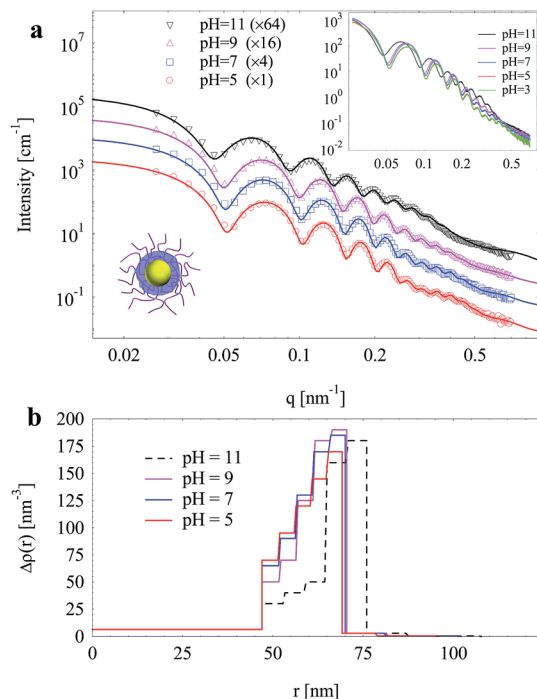 a
10^7
10^5
10^3
10^1
10^-1
Intensity [cm^-1]
pH=11 (×64)
pH=9 (×16)
pH=7 (×4)
pH=5 (×1)
10^3
10^2
10^1
10^0
10^-1
10^-2
pH=11
pH=9
pH=7
pH=5
pH=3
0.05 0.1 0.2 0.5
0.02 0.05 0.1 0.2 0.5
q [nm^-1]
b
200
175
150
125
100
75
50
25
0
Δρ(r) [nm^-3]
pH = 11
pH = 9
pH = 7
pH = 5
0 25 50 75 100
r [nm]